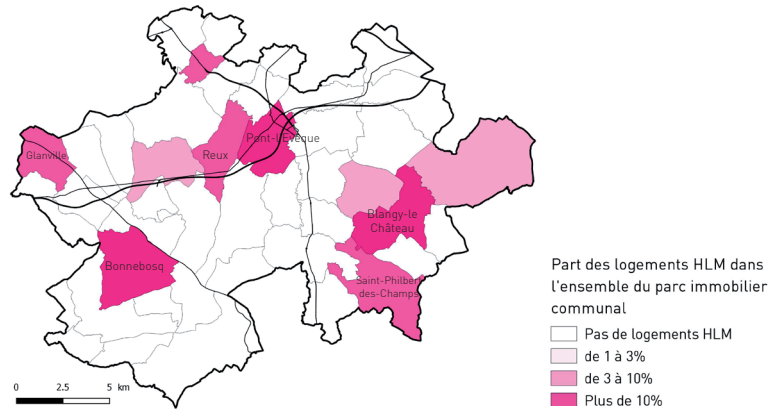 Glanville
Reux
Pont-l'Evêque
Blangy-le
Château
Bonnebosq
Saint-Philbert
des-Champs
0 2.5 5 km
Part des logements HLM dans
l'ensemble du parc immobilier
communal
Pas de logements HLM
de 1 à 3%
de 3 à 10%
Plus de 10%